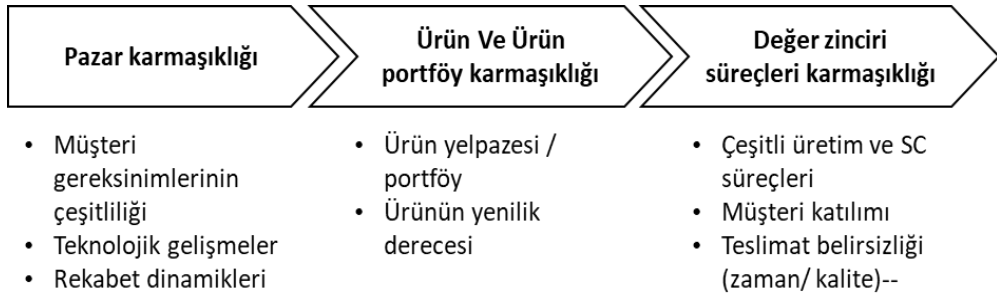 Pazar karmaşıklığı
Ürün Ve Ürün
portföy karmaşıklığı
Değer zinciri
süreçleri karmaşıklığı
• Müşteri
gereksinimlerinin
çeşitliliği
• Teknolojik gelişmeler
• Rekabet dinamikleri
• Ürün yelpazesi /
portföy
• Ürünün yenilik
derecesi
• Çeşitli üretim ve SC
süreçleri
• Müşteri katılımı
• Teslimat belirsizliği
(zaman/ kalite)--